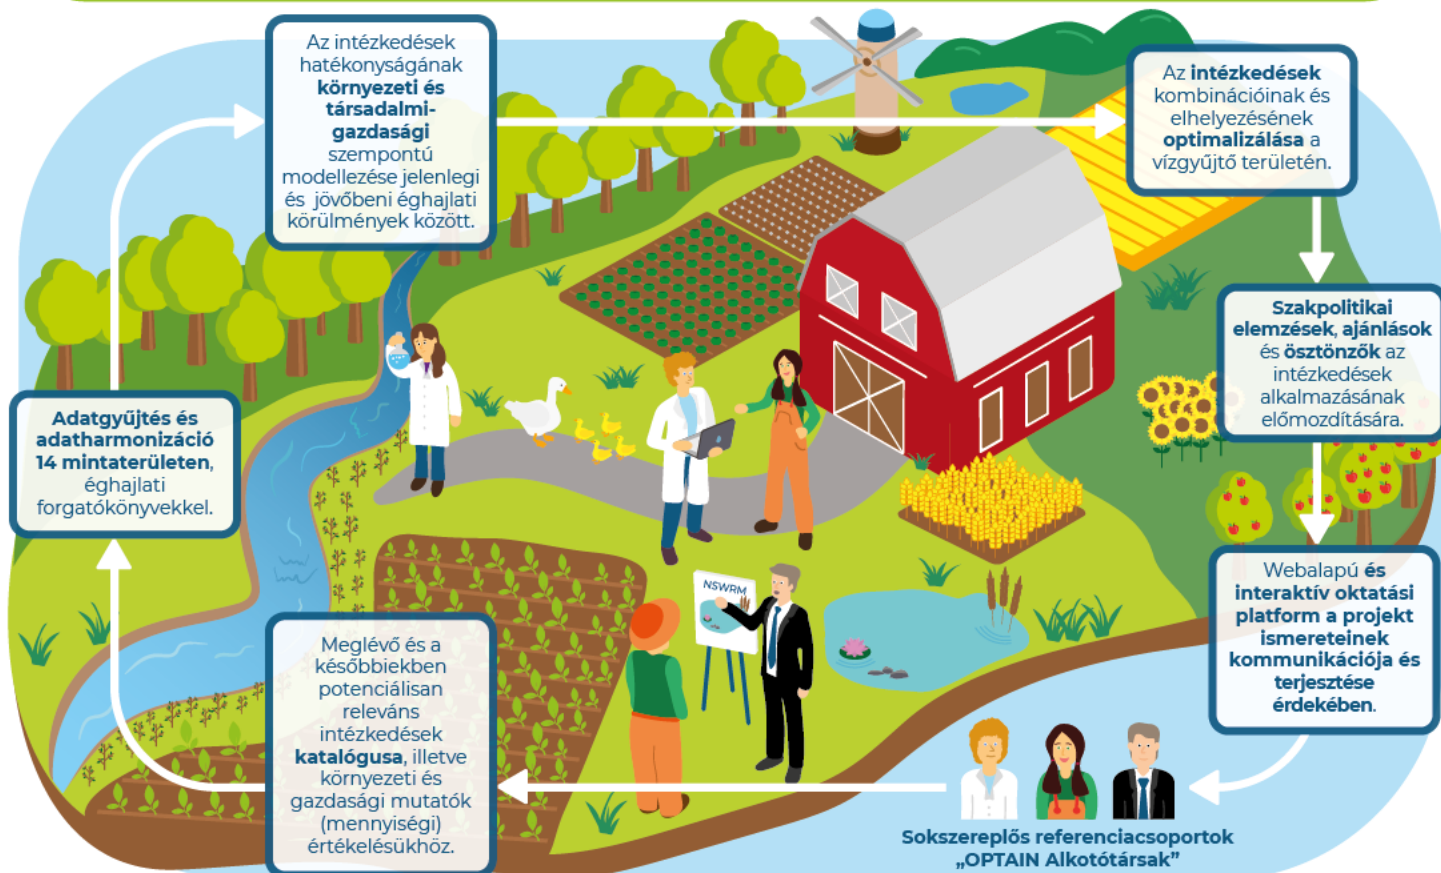 Az intézkedések
hatékonyságának
környezeti és
társadalmi-
gazdasági
szempontú
modellezése jelenlegi
és jövőbeni éghajlati
körülmények között.
Az intézkedések
kombinációinak és
elhelyezésének
optimalizálása a
vízgyűjtő területén.
Szakpolitikai
elemzések, ajánlások
és ösztönzők az
intézkedések
alkalmazásának
előmozdítására.
Webalapú és
interaktív oktatási
platform a projekt
ismereteinek
kommunikációja és
terjesztése
érdekében.
Sokszereplős referenciacsoportok
„OPTAIN Alkotótársak”
NSWRM
Meglévő és a
későbbiekben
potenciálisan
releváns
intézkedések
katalógusa, illetve
környezeti és
gazdasági mutatók
(mennyiségi)
értékelésükhöz.
Adatgyűjtés és
adatharmonizáció
14 mintaterületen,
éghajlati
forgatókönyvekkel.